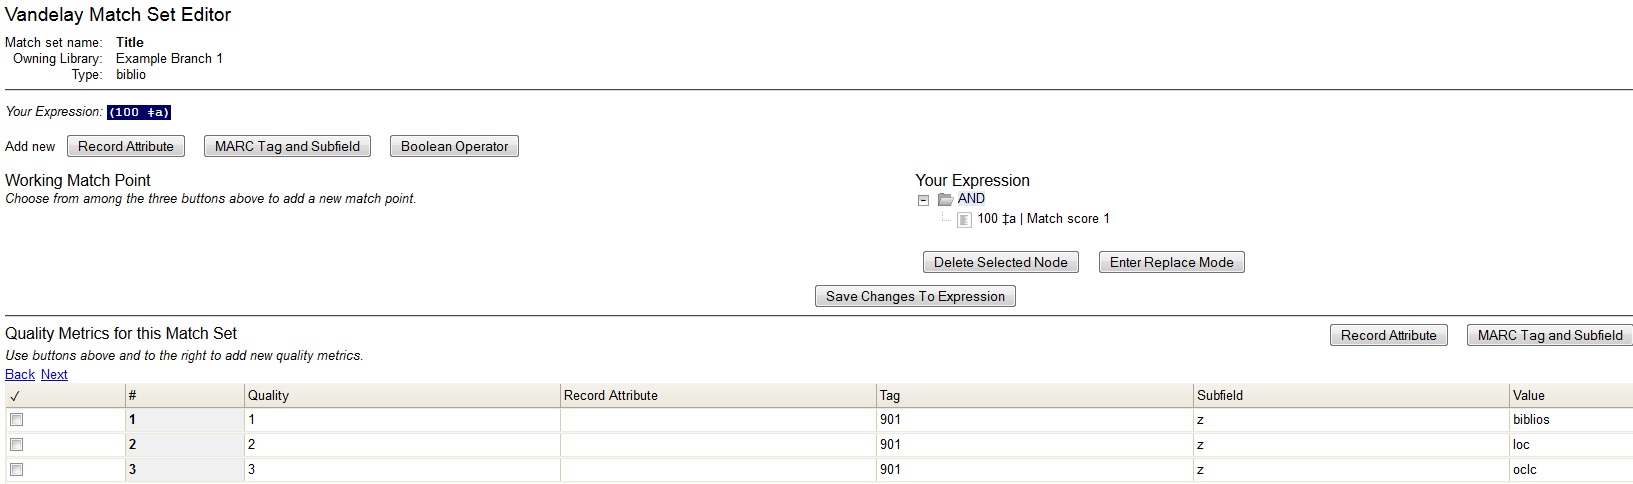 Vandelay Match Set Editor
Match set name: Title
Owning Library: Example Branch 1
Type: biblio
Your Expression: (100 ‡a)
Add new Record Attribute MARC Tag and Subfield Boolean Operator
Working Match Point
Choose from among the three buttons above to add a new match point.
Your Expression
AND
100 ‡a | Match score 1
Delete Selected Node Enter Replace Mode
Save Changes To Expression
Quality Metrics for this Match Set
Record Attribute MARC Tag and Subfield
Use buttons above and to the right to add new quality metrics.
Back Next
✓ # Quality Record Attribute Tag Subfield Value
1 1 901 z biblios
2 2 901 z loc
3 3 901 z oclc